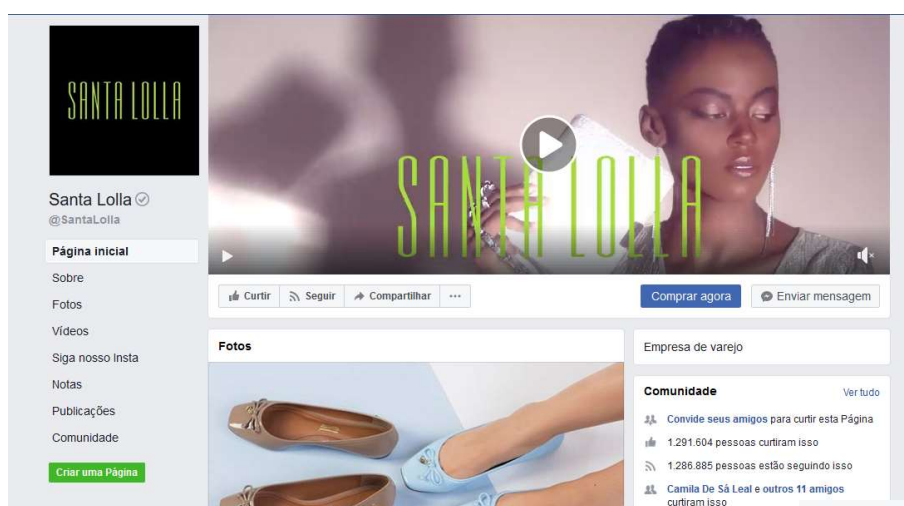 SANTA LOLLA
SANTA LOLLA
Santa Lolla
@SantaLolla
Página inicial
Sobre
Fotos
Vídeos
Siga nosso Insta
Notas
Publicações
Comunidade
Criar uma Página
Curtir
Seguir
Compartilhar
Comprar agora
Enviar mensagem
Fotos
Empresa de varejo
Comunidade
Ver tudo
Convide seus amigos para curtir esta Página
1.291.604 pessoas curtiram isso
1.286.885 pessoas estão seguindo isso
Camila De Sá Leal e outros 11 amigos
curtiram isso